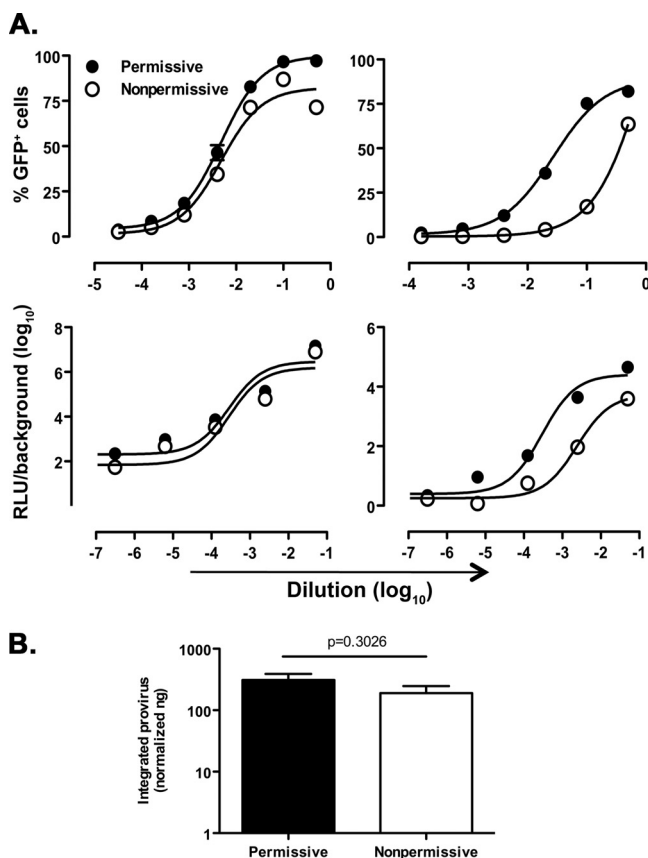 A.
% GFP⁺ cells
100
75
50
25
0
Permissive
Nonpermissive
-5 -4 -3 -2 -1 0
100
75
50
25
0
-4 -3 -2 -1 0
RLU/background (log₁₀)
8
6
4
2
-7 -6 -5 -4 -3 -2 -1
6
4
2
0
-7 -6 -5 -4 -3 -2 -1
Dilution (log₁₀)
B.
p=0.3026
Integrated provirus
(normalized ng)
1000
100
10
1
Permissive Nonpermissive